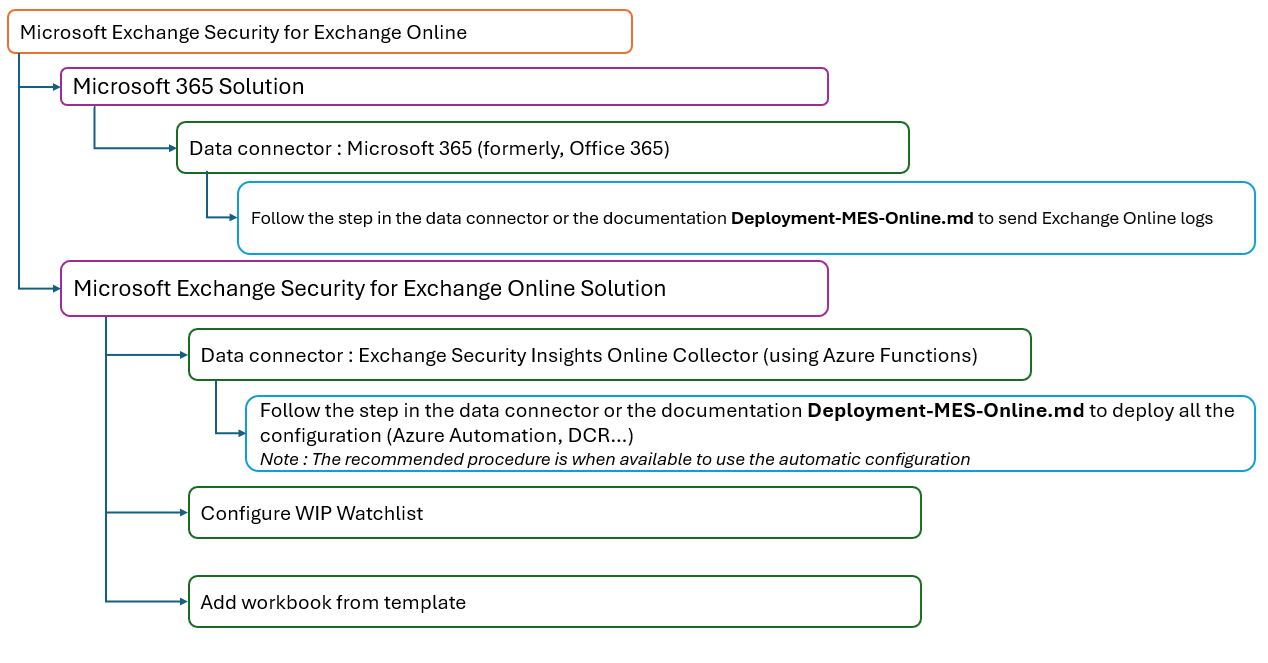 Microsoft Exchange Security for Exchange Online
Microsoft 365 Solution
Data connector : Microsoft 365 (formerly, Office 365)
Follow the step in the data connector or the documentation Deployment-MES-Online.md to send Exchange Online logs
Microsoft Exchange Security for Exchange Online Solution
Data connector : Exchange Security Insights Online Collector (using Azure Functions)
Follow the step in the data connector or the documentation Deployment-MES-Online.md to deploy all the
configuration (Azure Automation, DCR...)
Note : The recommended procedure is when available to use the automatic configuration
Configure WIP Watchlist
Add workbook from template